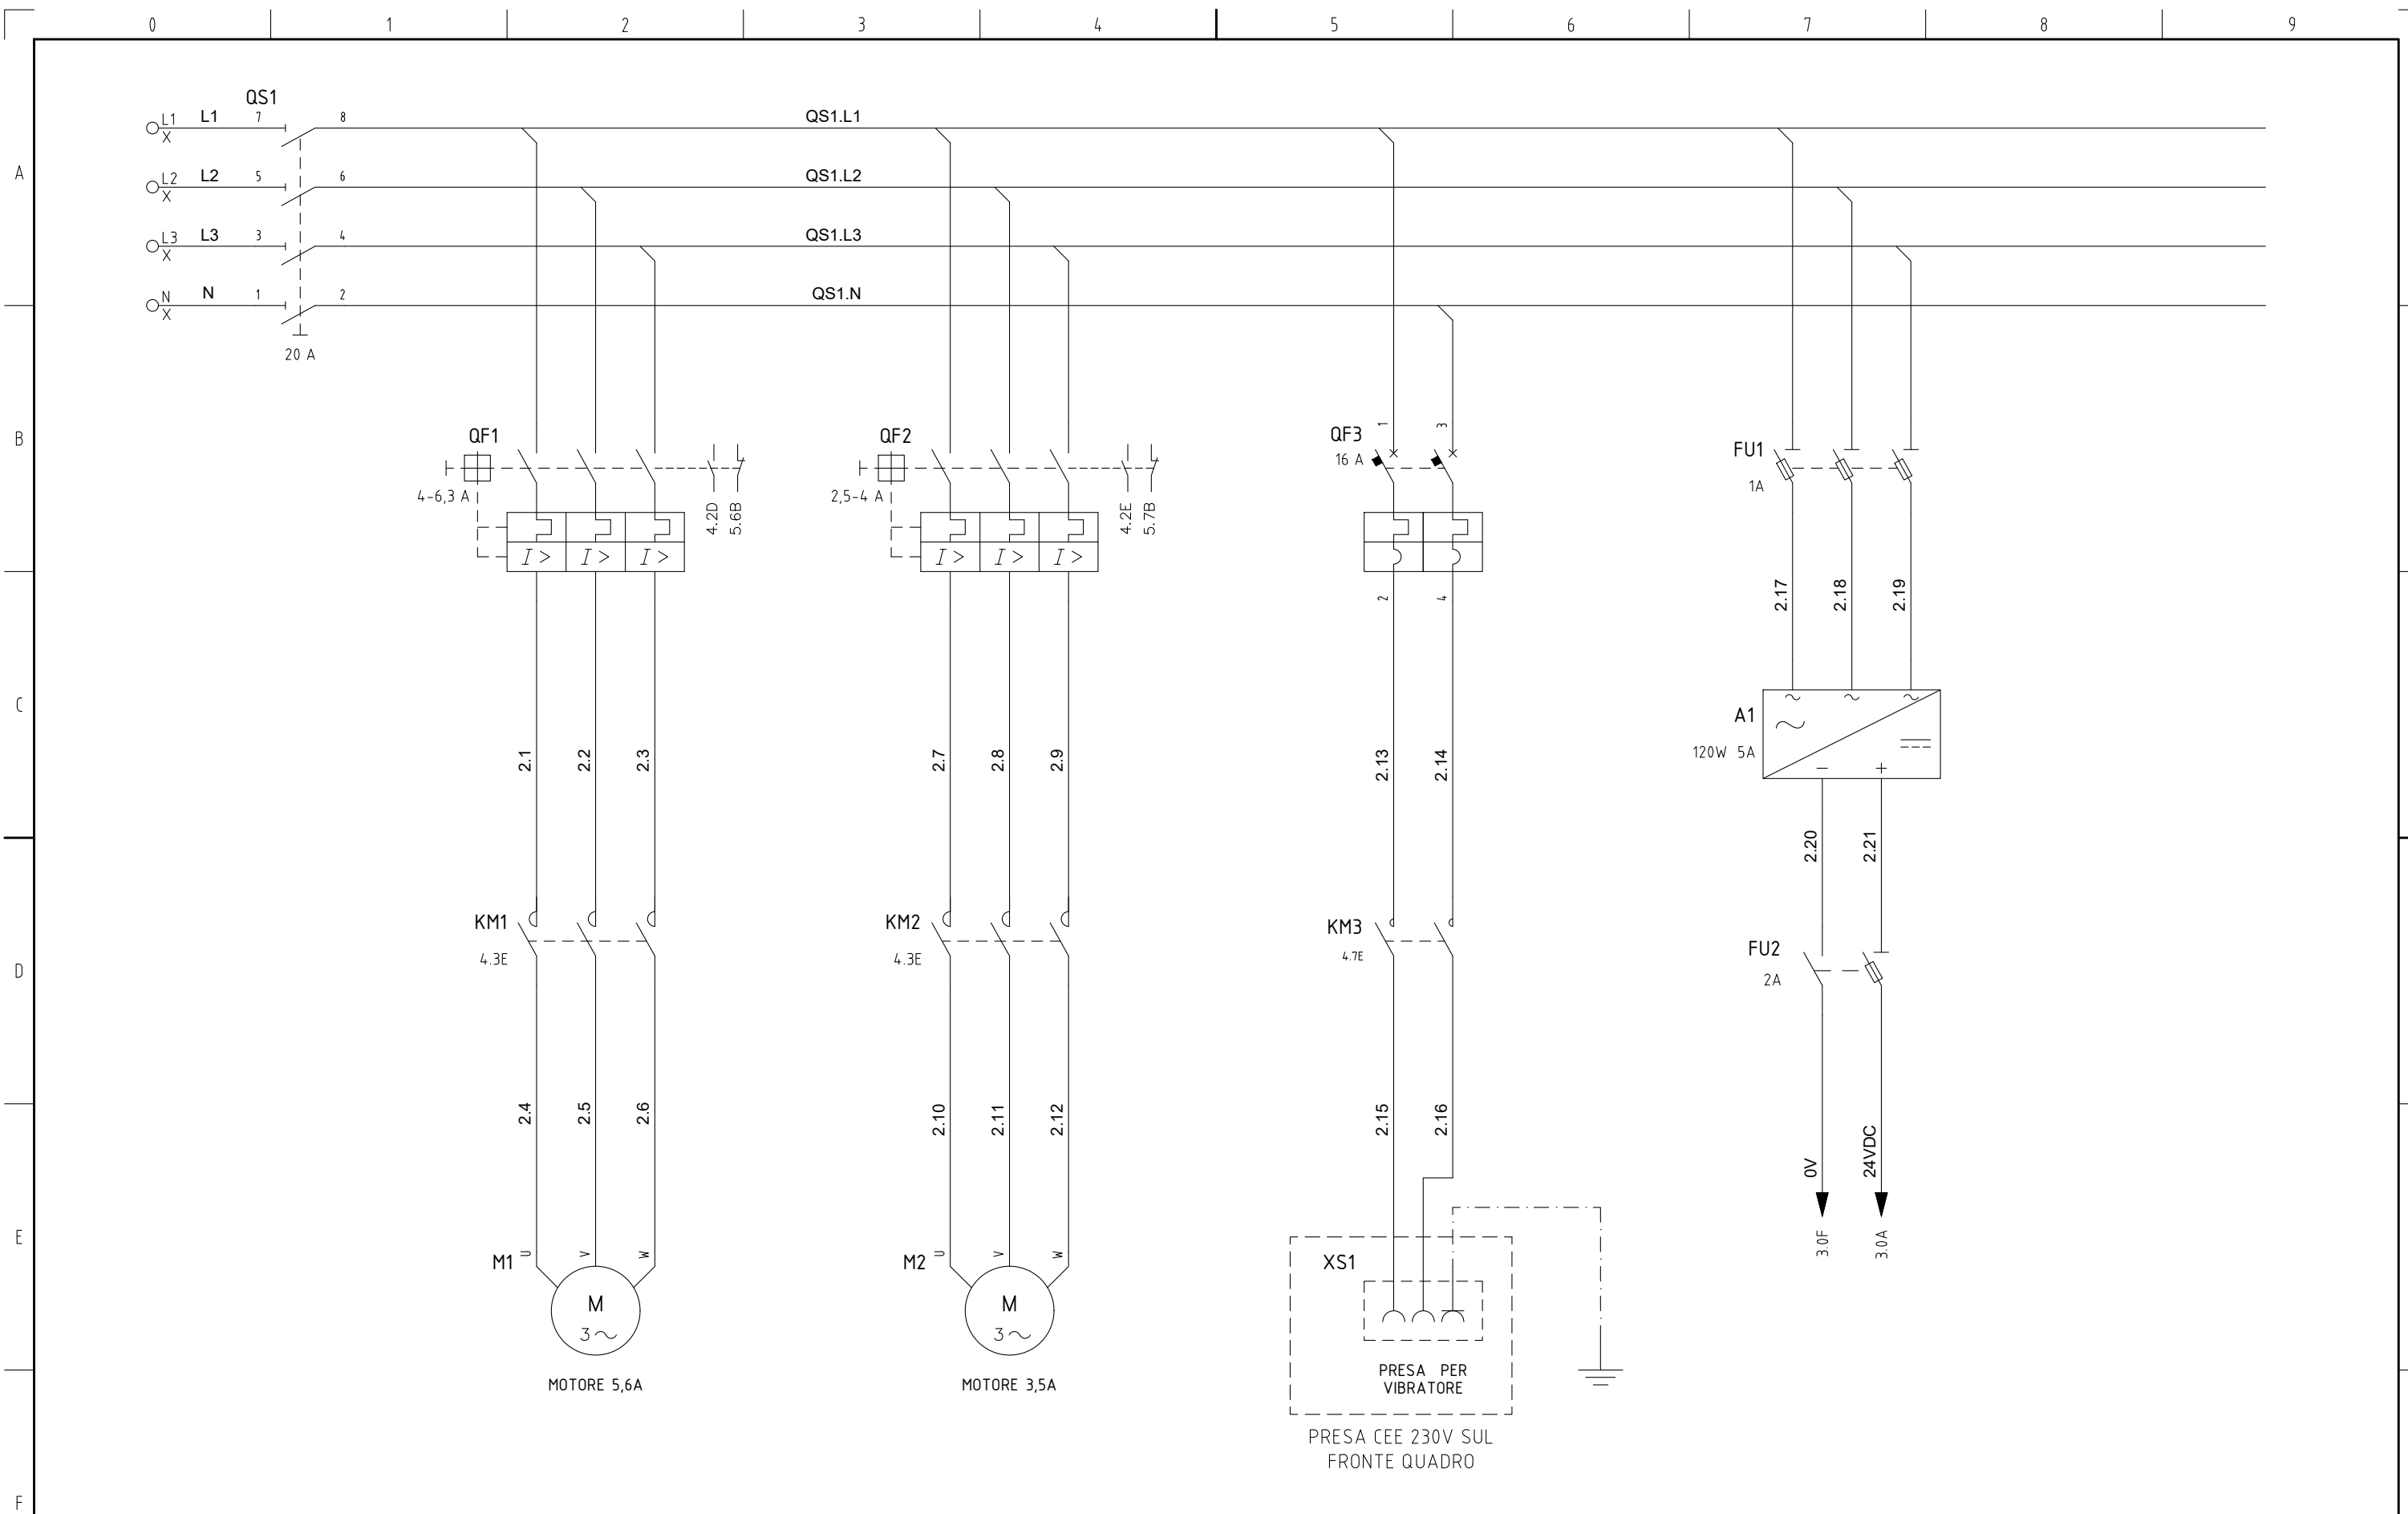 0 1 2 3 4 5 6 7 8 9
A
B
C
D
E
F
QS1
L1 X L1 7 8 QS1.L1
L2 X L2 5 6 QS1.L2
L3 X L3 3 4 QS1.L3
N X N 1 2 QS1.N
20 A
QF1
4-6,3 A
4.2D
5.6B
I > I > I >
QF2
2,5-4 A
4.2E
5.7B
I > I > I >
QF3
16 A
1 3
2 4
FU1
1A
2.17 2.18 2.19
A1
120W 5A
− +
2.1 2.2 2.3
2.7 2.8 2.9
2.13 2.14
2.20 2.21
KM1
4.3E
KM2
4.3E
KM3
4.7E
FU2
2A
2.4 2.5 2.6
2.10 2.11 2.12
2.15 2.16
0V 24VDC
3.0F 3.0A
M1 U V W
M
3~
MOTORE 5,6A
M2 U V W
M
3~
MOTORE 3,5A
XS1
PRESA PER
VIBRATORE
PRESA CEE 230V SUL
FRONTE QUADRO